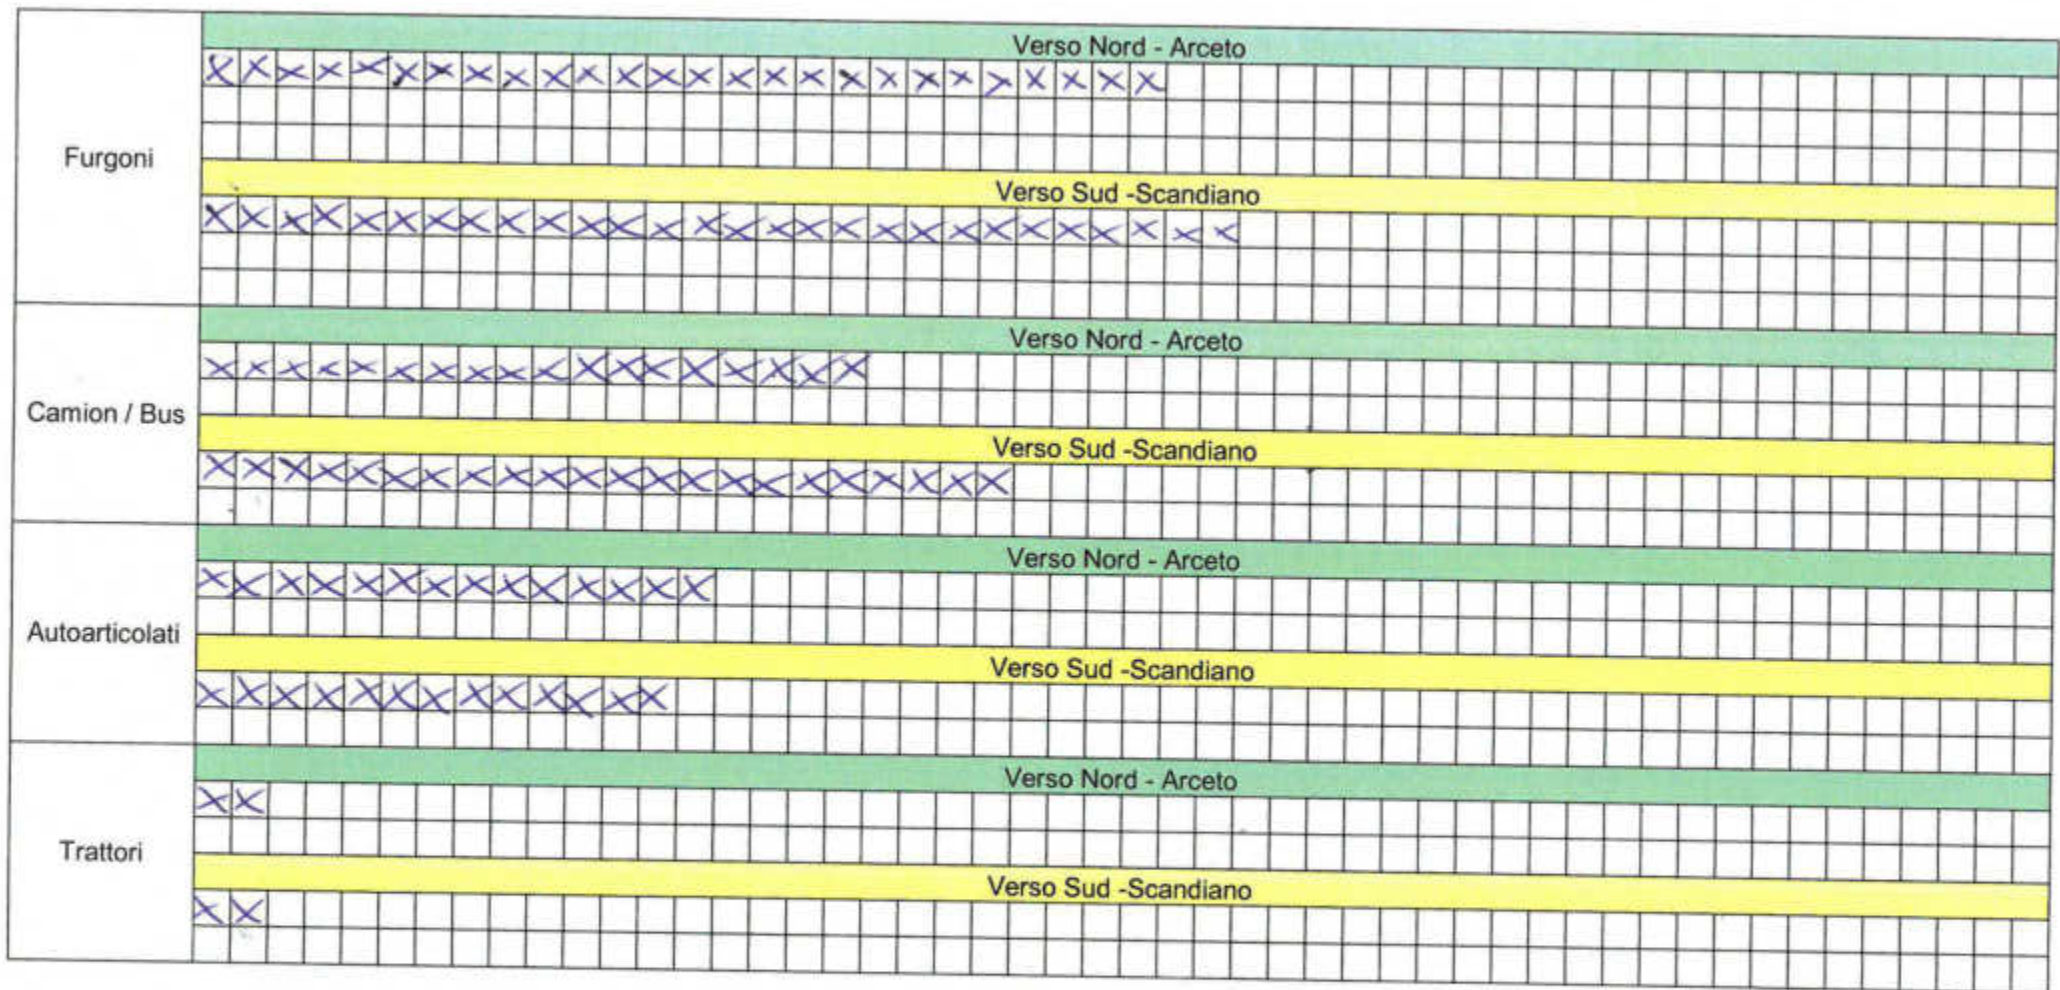 Furgoni
Verso Nord - Arceto
Verso Sud -Scandiano
Camion / Bus
Verso Nord - Arceto
Verso Sud -Scandiano
Autoarticolati
Verso Nord - Arceto
Verso Sud -Scandiano
Trattori
Verso Nord - Arceto
Verso Sud -Scandiano